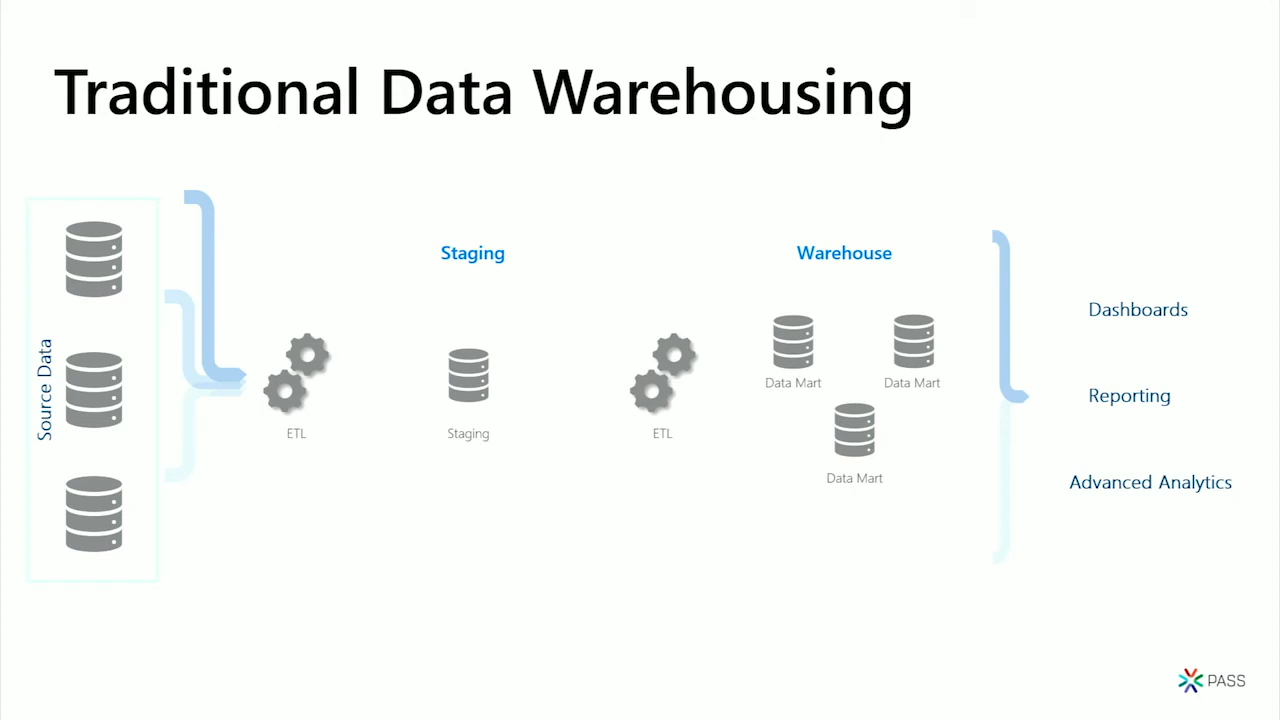 Traditional Data Warehousing
Source Data
Staging
Warehouse
ETL
Staging
ETL
Data Mart
Data Mart
Data Mart
Dashboards
Reporting
Advanced Analytics
PASS